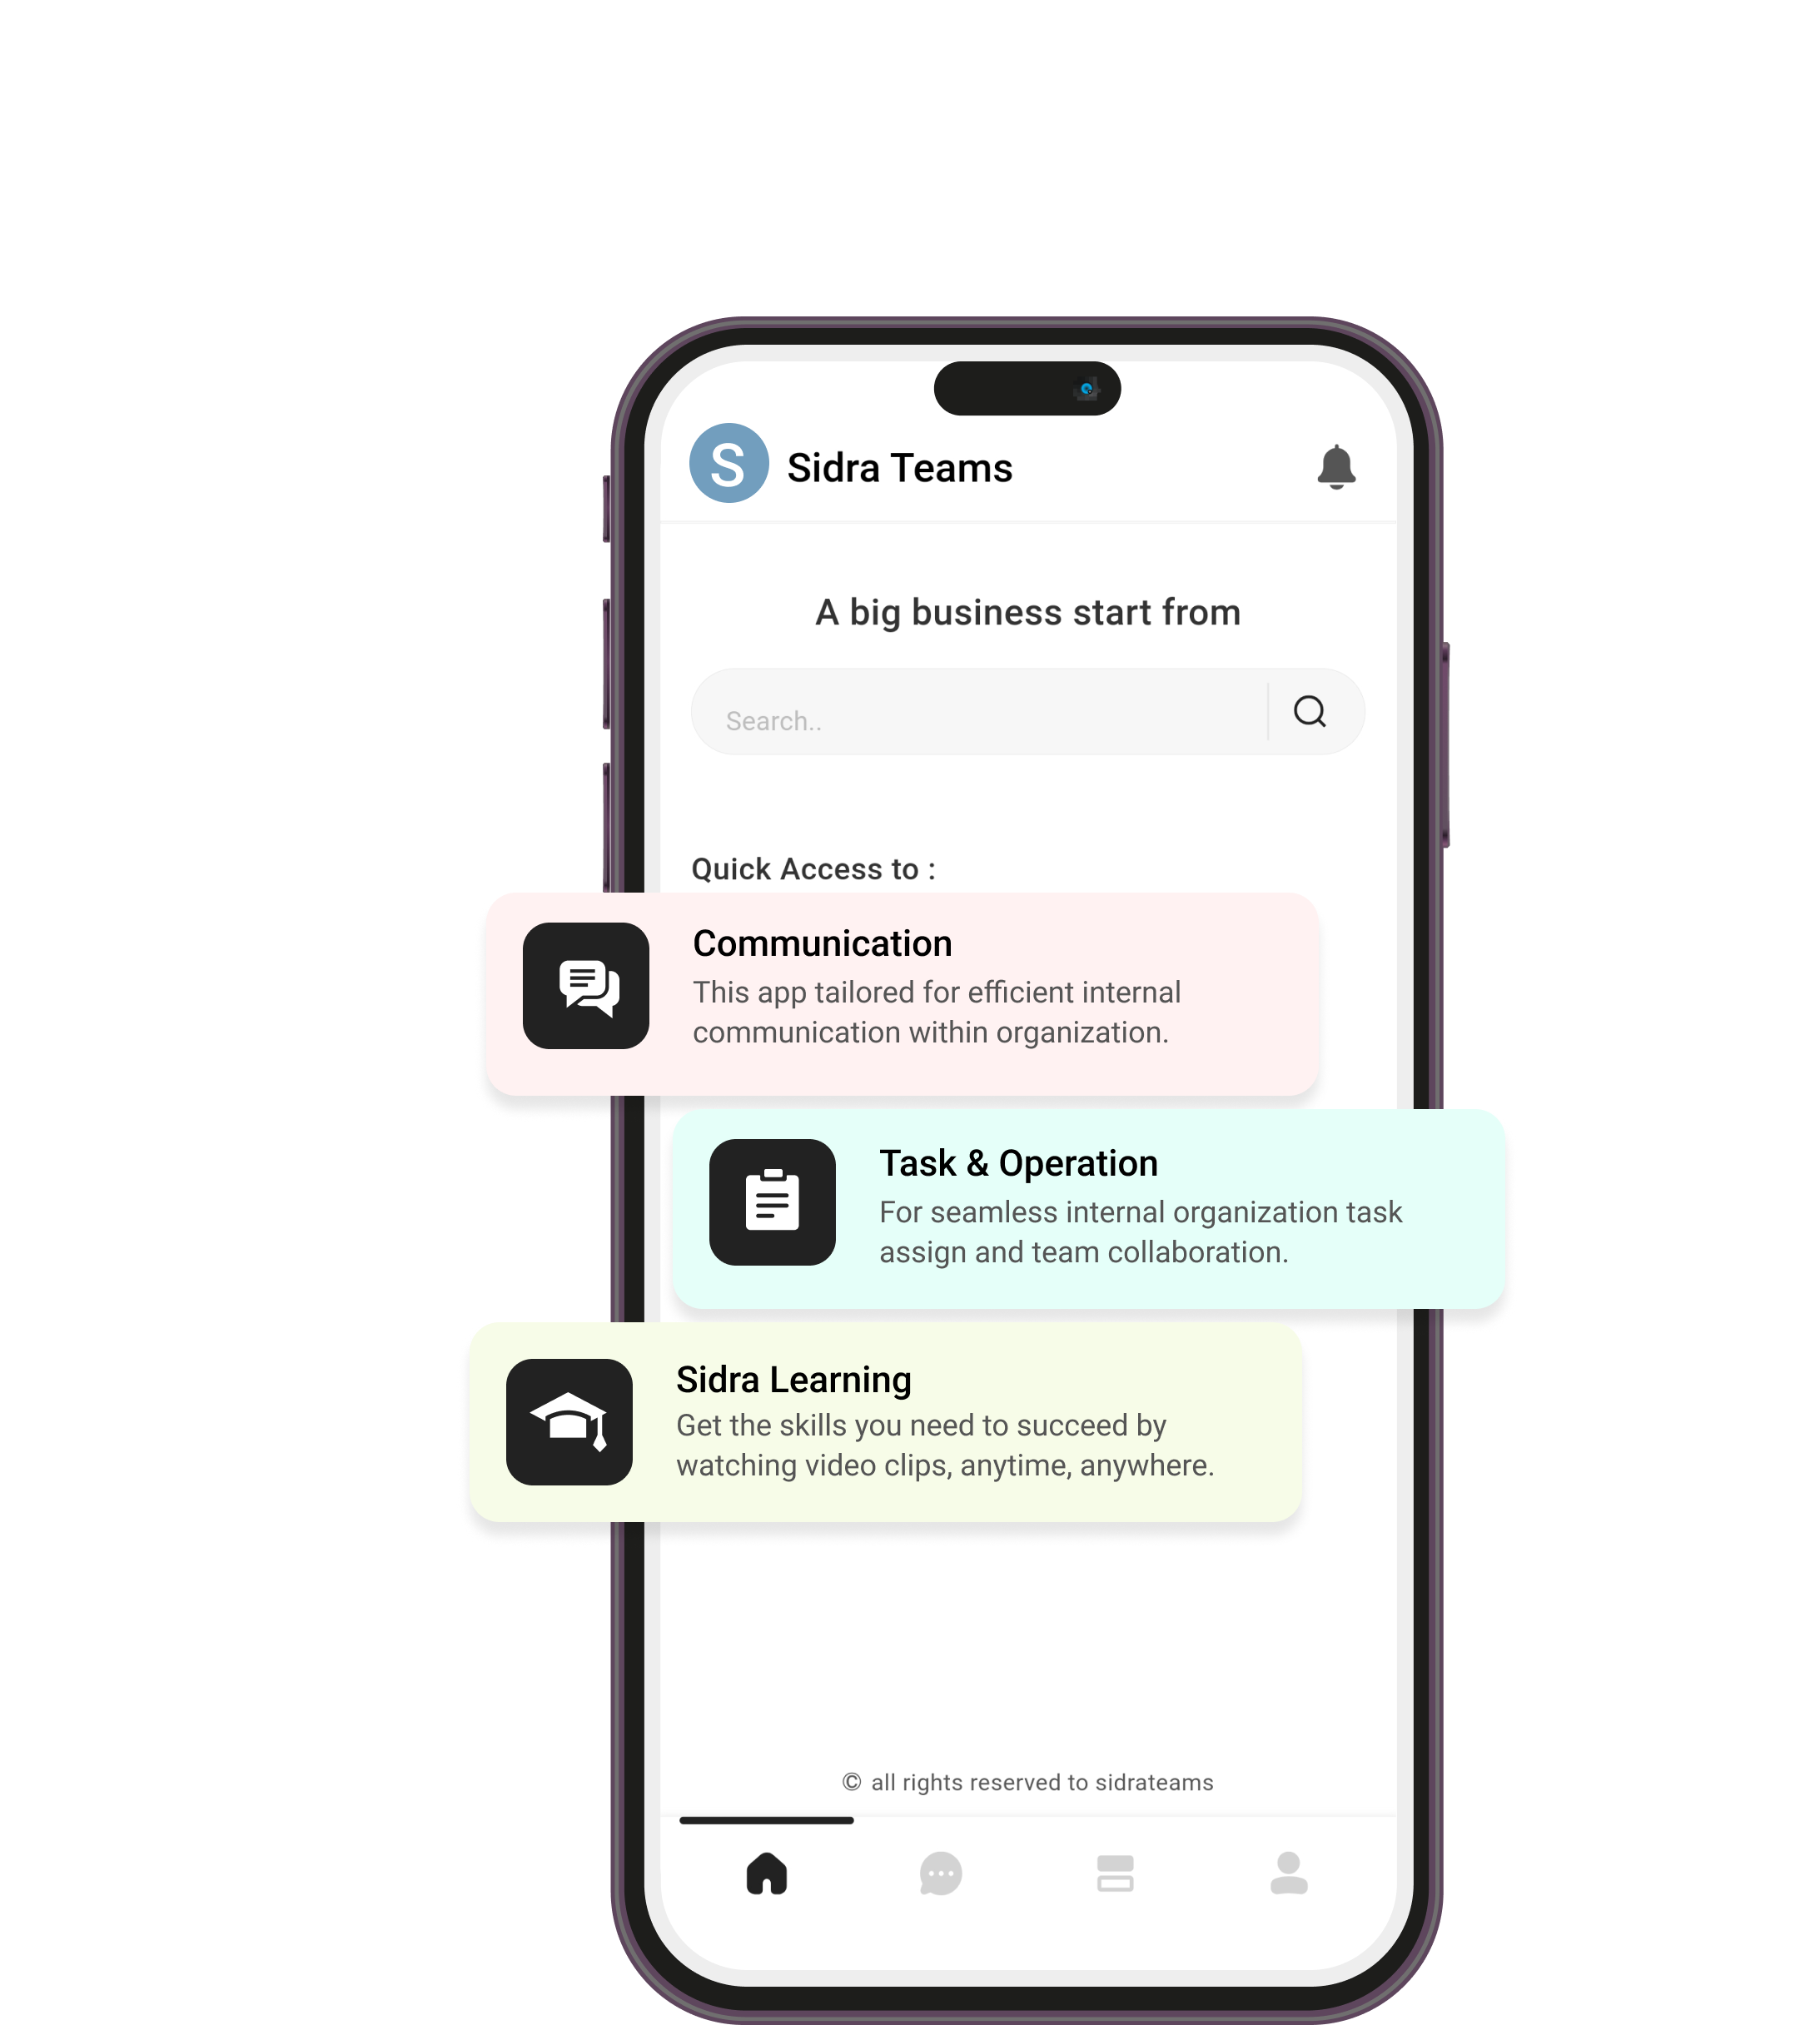 S
Sidra Teams
A big business start from
Search..
Quick Access to :
Communication
This app tailored for efficient internal
communication within organization.
Task & Operation
For seamless internal organization task
assign and team collaboration.
Sidra Learning
Get the skills you need to succeed by
watching video clips, anytime, anywhere.
© all rights reserved to sidrateams